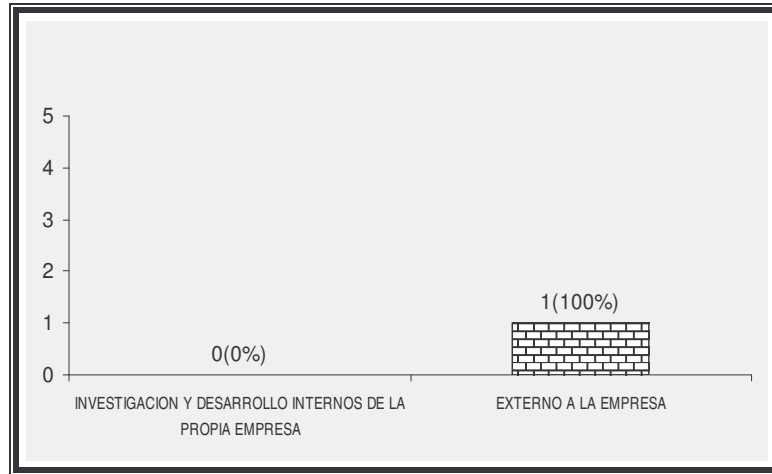 5
4
3
2
1
0
0(0%)
1(100%)
INVESTIGACION Y DESARROLLO INTERNOS DE LA
PROPIA EMPRESA
EXTERNO A LA EMPRESA